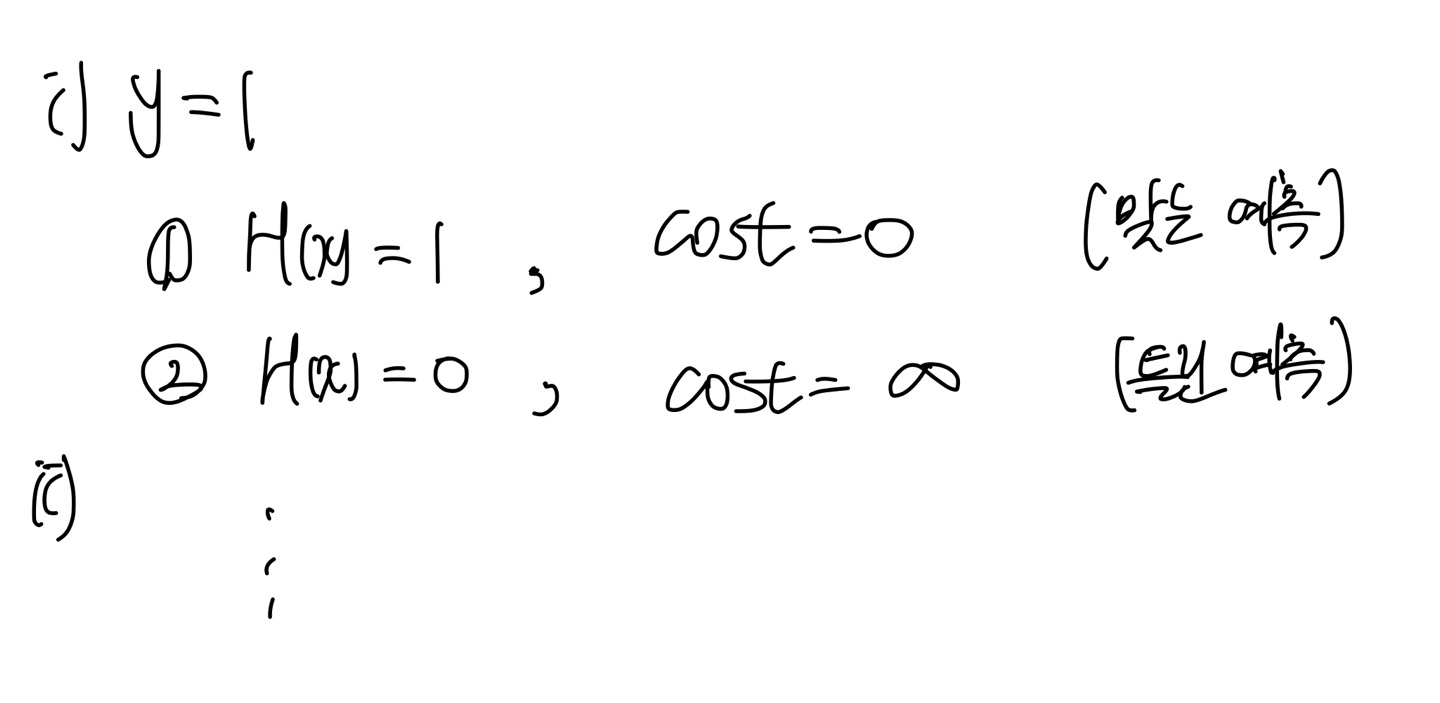 i) y=1
① H(x)=1 , cost=0 (맞는 예측)
② H(x)=0 , cost=∞ (틀린 예측)
ii)
⋮